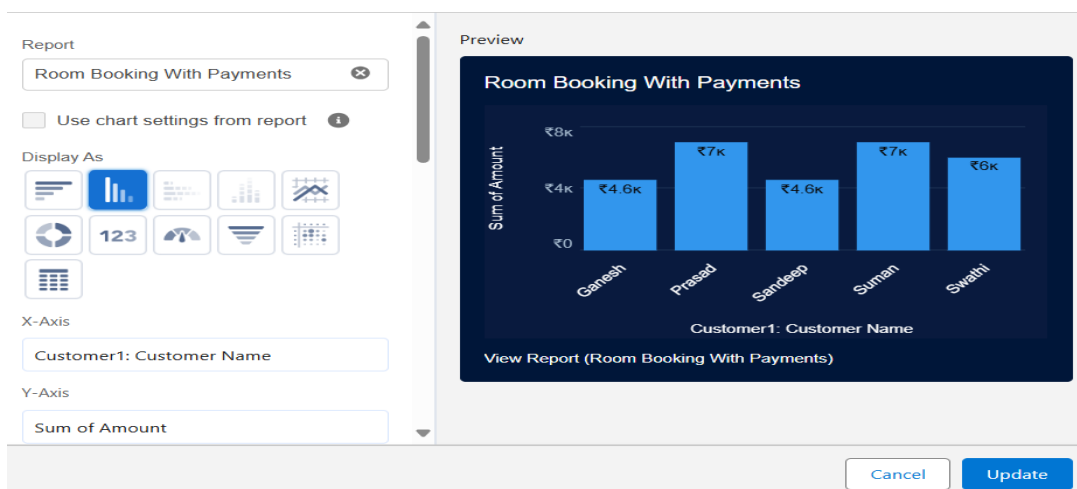 Report
Room Booking With Payments
Use chart settings from report
Display As
123
X-Axis
Customer1: Customer Name
Y-Axis
Sum of Amount
Preview
Room Booking With Payments
Sum of Amount
₹8K
₹4K
₹0
₹4.6K
₹7K
₹4.6K
₹7K
₹6K
Ganesh
Prasad
Sandeep
Suman
Swathi
Customer1: Customer Name
View Report (Room Booking With Payments)
Cancel
Update